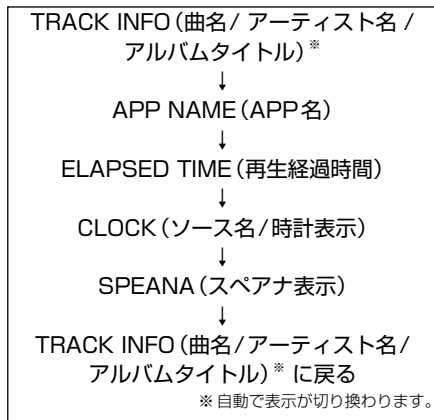 TRACK INFO(曲名/ アーティスト名 /
アルバムタイトル)※
↓
APP NAME(APP名)
↓
ELAPSED TIME(再生経過時間)
↓
CLOCK(ソース名/時計表示)
↓
SPEANA(スペアナ表示)
↓
TRACK INFO(曲名/アーティスト名/
アルバムタイトル)※ に戻る
※自動で表示が切り換わります。